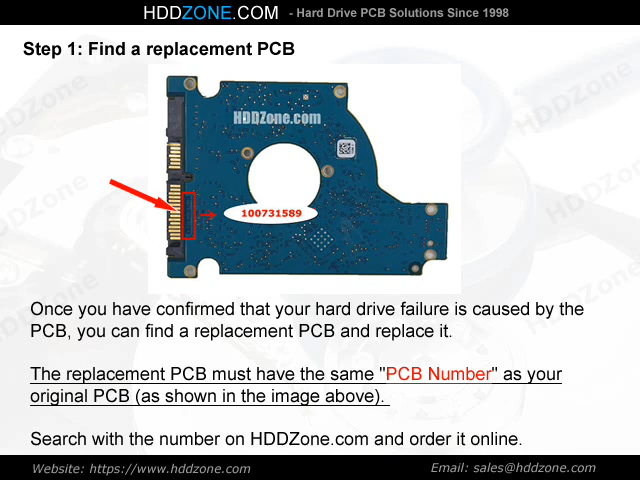 HDDZONE.COM - Hard Drive PCB Solutions Since 1998
Step 1: Find a replacement PCB
HDDZone.com
100731589
Once you have confirmed that your hard drive failure is caused by the
PCB, you can find a replacement PCB and replace it.
The replacement PCB must have the same "PCB Number" as your
original PCB (as shown in the image above).
Search with the number on HDDZone.com and order it online.
Website: https://www.hddzone.com Email: sales@hddzone.com